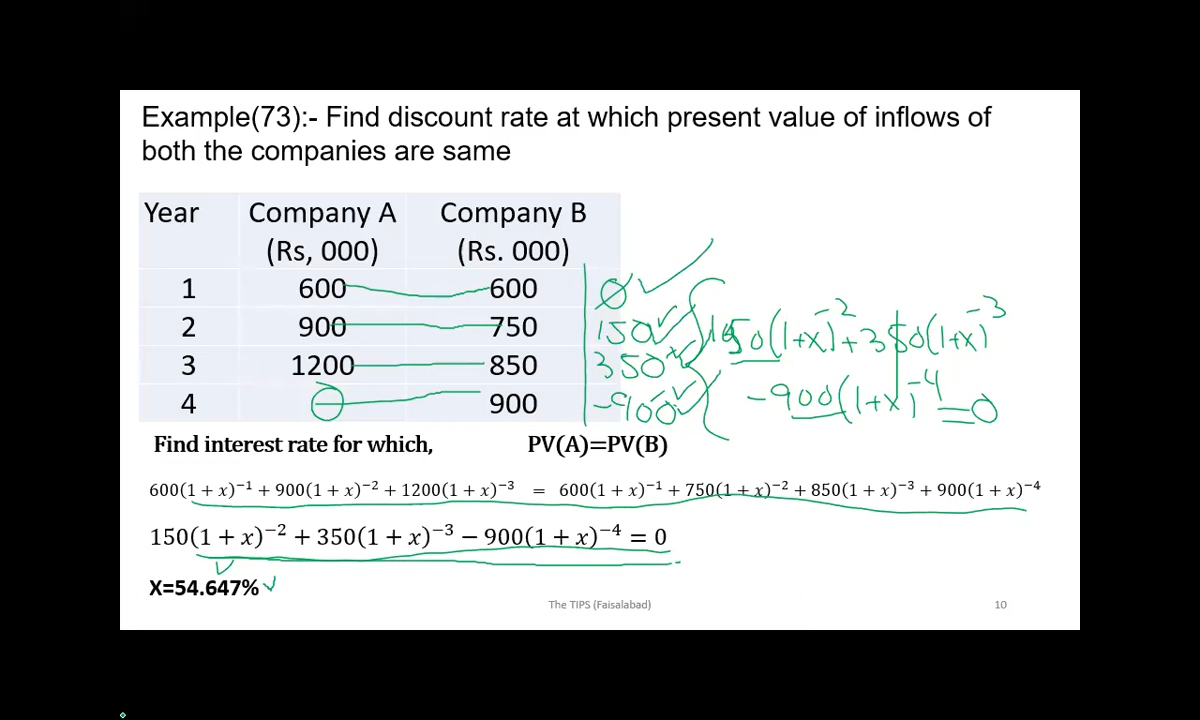 Example(73):- Find discount rate at which present value of inflows of
both the companies are same
Year Company A Company B
(Rs, 000) (Rs. 000)
1 600 600 0
2 900 750 150
3 1200 850 350
4 900 -900
150(1+x)⁻² + 350(1+x)⁻³
-900(1+x)⁻⁴ = 0
Find interest rate for which, PV(A)=PV(B)
600(1 + x)⁻¹ + 900(1 + x)⁻² + 1200(1 + x)⁻³ = 600(1 + x)⁻¹ + 750(1 + x)⁻² + 850(1 + x)⁻³ + 900(1 + x)⁻⁴
150(1 + x)⁻² + 350(1 + x)⁻³ − 900(1 + x)⁻⁴ = 0
X=54.647%
The TIPS (Faisalabad) 10